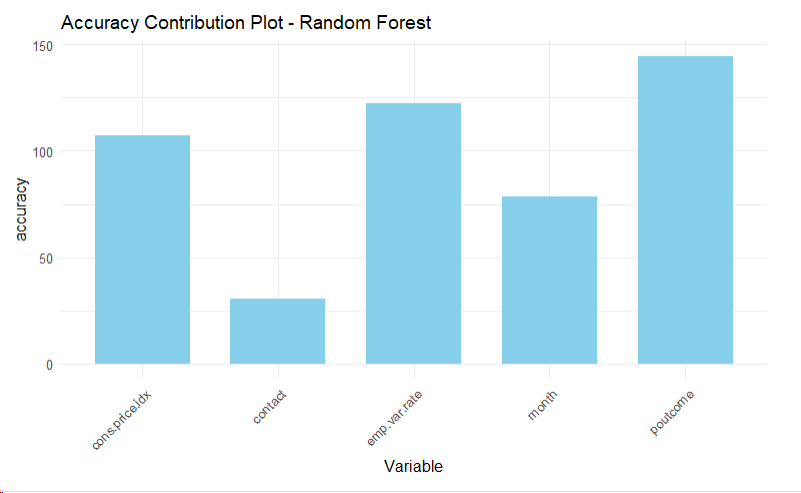 Accuracy Contribution Plot - Random Forest
accuracy
150
100
50
0
cons.price.idx
contact
emp.var.rate
month
poutcome
Variable